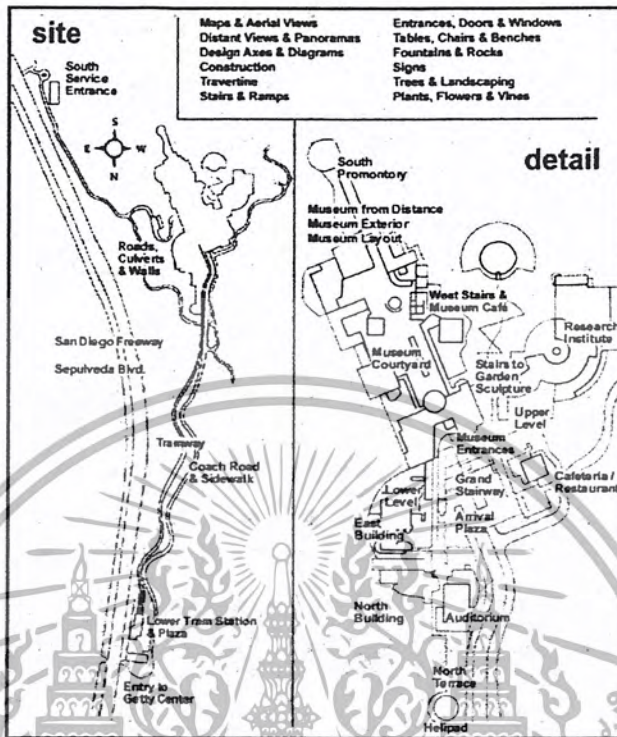 site
Maps & Aerial Views
Distant Views & Panoramas
Design Axes & Diagrams
Construction
Travertine
Stairs & Ramps
Entrances, Doors & Windows
Tables, Chairs & Benches
Fountains & Rocks
Signs
Trees & Landscaping
Plants, Flowers & Vines
South
Service
Entrance
S
E W
N
Roads,
Culverts
& Walls
San Diego Freeway
Sepulveda Blvd.
Tramway
Coach Road
& Sidewalk
Lower Tram Station
& Plaza
Entry to
Getty Center
detail
South
Promontory
Museum from Distance
Museum Exterior
Museum Layout
West Stairs &
Museum Café
Research
Institute
Museum
Courtyard
Stairs to
Garden
Sculpture
Upper
Level
Museum
Entrances
Cafeteria /
Restaurant
Grand
Stairway
Lower
Level
Arrival
Plaza
East
Building
North
Building
Auditorium
North
Terrace
Helipad